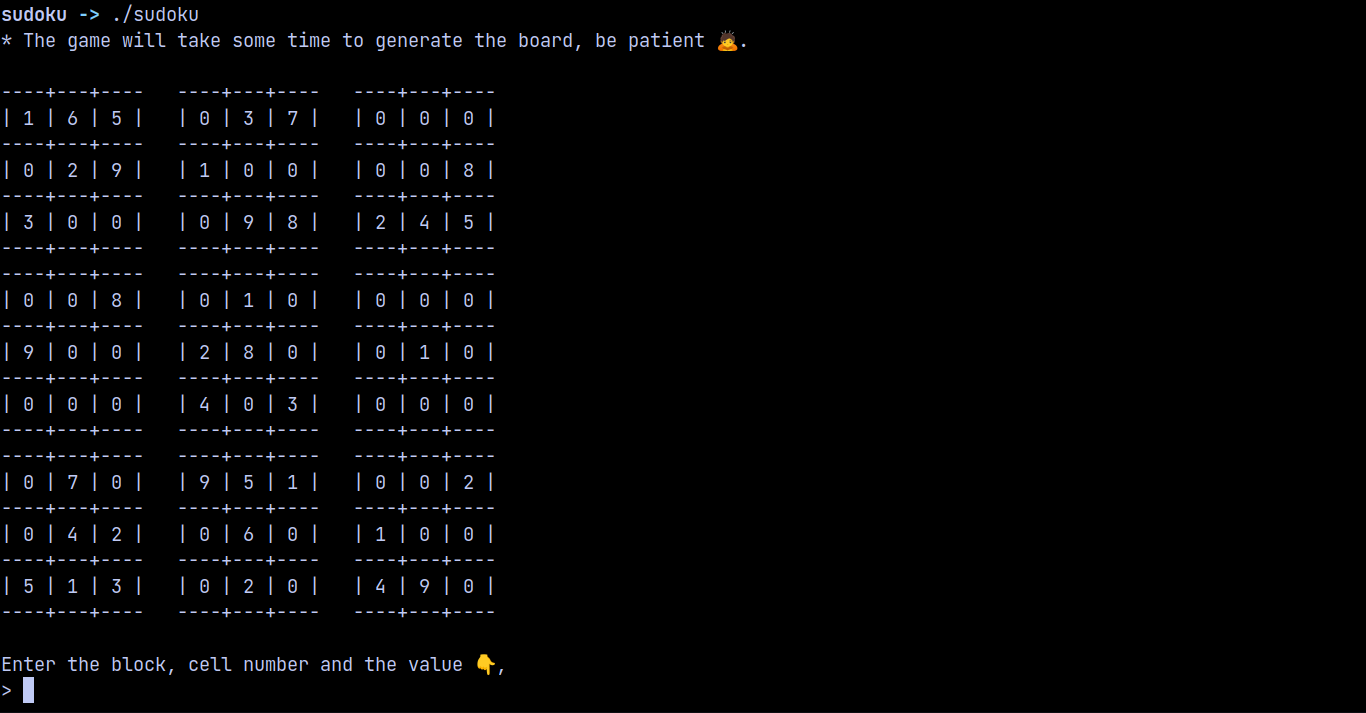 sudoku -> ./sudoku
* The game will take some time to generate the board, be patient 🙇.
----+---+----   ----+---+----   ----+---+----
| 1 | 6 | 5 |   | 0 | 3 | 7 |   | 0 | 0 | 0 |
----+---+----   ----+---+----   ----+---+----
| 0 | 2 | 9 |   | 1 | 0 | 0 |   | 0 | 0 | 8 |
----+---+----   ----+---+----   ----+---+----
| 3 | 0 | 0 |   | 0 | 9 | 8 |   | 2 | 4 | 5 |
----+---+----   ----+---+----   ----+---+----
----+---+----   ----+---+----   ----+---+----
| 0 | 0 | 8 |   | 0 | 1 | 0 |   | 0 | 0 | 0 |
----+---+----   ----+---+----   ----+---+----
| 9 | 0 | 0 |   | 2 | 8 | 0 |   | 0 | 1 | 0 |
----+---+----   ----+---+----   ----+---+----
| 0 | 0 | 0 |   | 4 | 0 | 3 |   | 0 | 0 | 0 |
----+---+----   ----+---+----   ----+---+----
----+---+----   ----+---+----   ----+---+----
| 0 | 7 | 0 |   | 9 | 5 | 1 |   | 0 | 0 | 2 |
----+---+----   ----+---+----   ----+---+----
| 0 | 4 | 2 |   | 0 | 6 | 0 |   | 1 | 0 | 0 |
----+---+----   ----+---+----   ----+---+----
| 5 | 1 | 3 |   | 0 | 2 | 0 |   | 4 | 9 | 0 |
----+---+----   ----+---+----   ----+---+----
Enter the block, cell number and the value 👇,
>